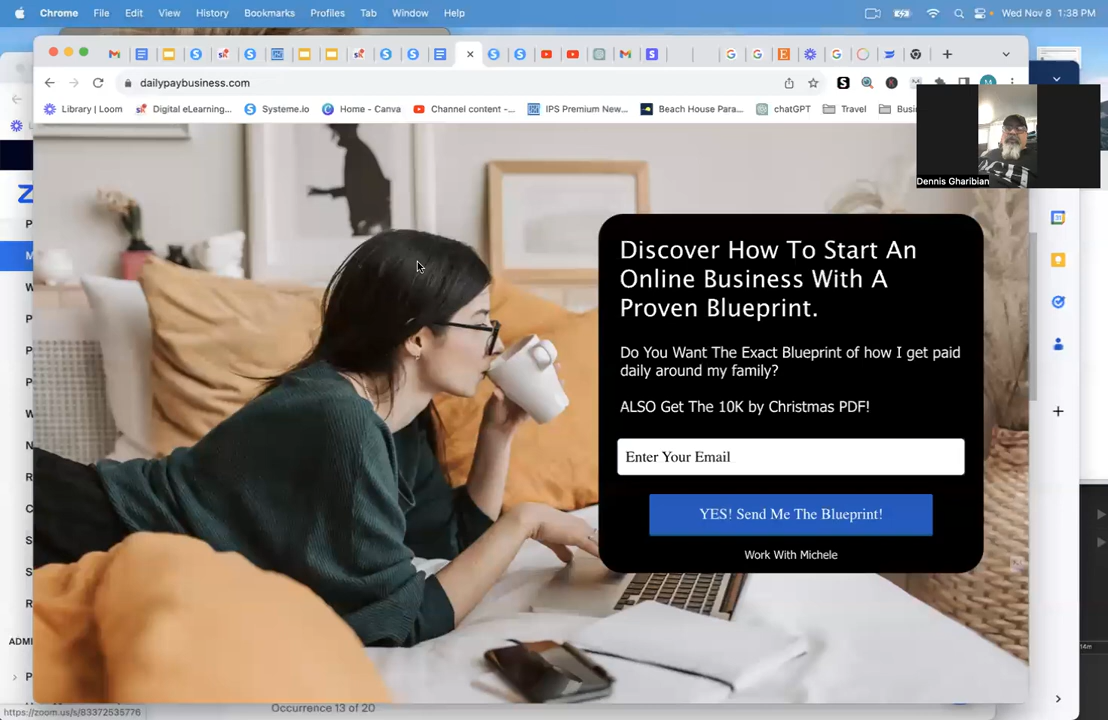 Chrome File Edit View History Bookmarks Profiles Tab Window Help
Wed Nov 8 1:38 PM
dailypaybusiness.com
Library | Loom
Digital eLearning...
Systeme.io
Home - Canva
Channel content -...
IPS Premium New...
Beach House Para...
chatGPT
Travel
Busi
Dennis Gharibian
Discover How To Start An
Online Business With A
Proven Blueprint.
Do You Want The Exact Blueprint of how I get paid
daily around my family?
ALSO Get The 10K by Christmas PDF!
Enter Your Email
YES! Send Me The Blueprint!
Work With Michele
ADMI
https://zoom.us/s/83372535776
Occurrence 13 of 20